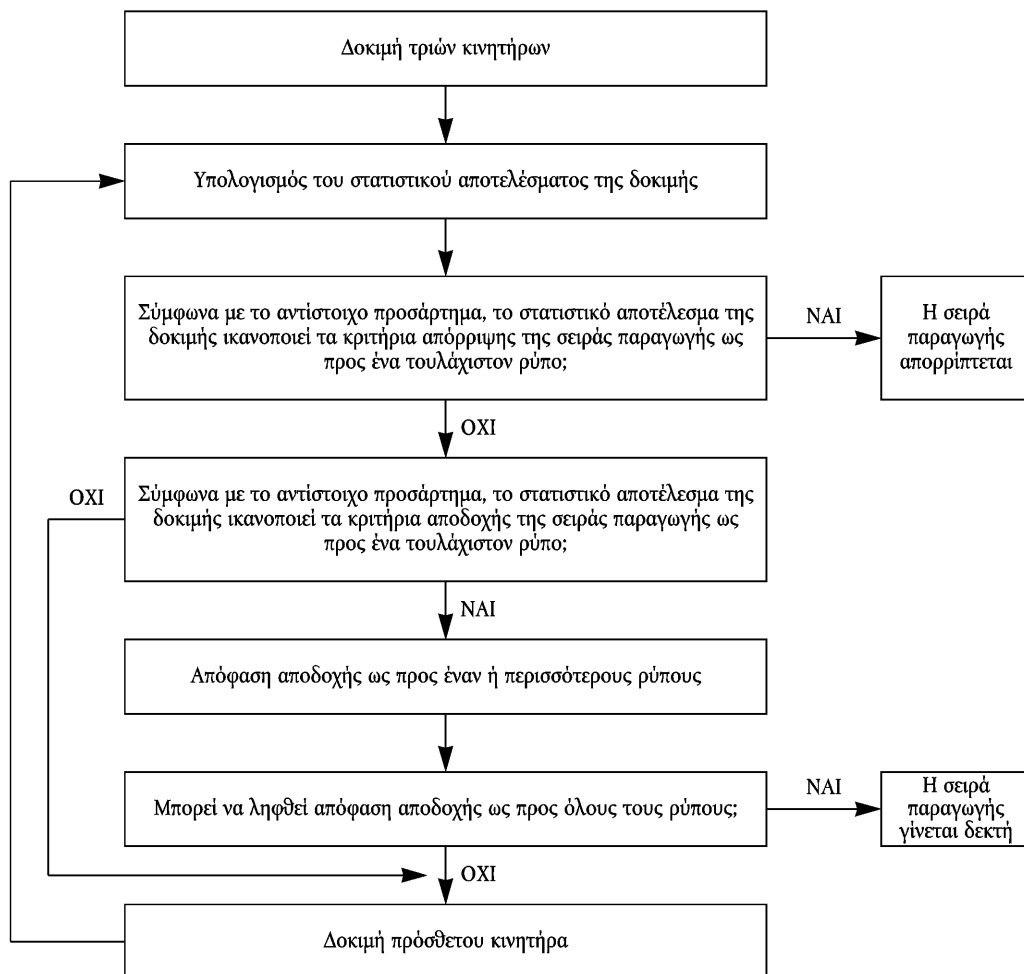 Δοκιμή τριών κινητήρων
Υπολογισμός του στατιστικού αποτελέσματος της δοκιμής
Σύμφωνα με το αντίστοιχο προσάρτημα, το στατιστικό αποτέλεσμα της
δοκιμής ικανοποιεί τα κριτήρια απόρριψης της σειράς παραγωγής ως
προς ένα τουλάχιστον ρύπο;
ΝΑΙ
Η σειρά
παραγωγής
απορρίπτεται
ΟΧΙ
ΟΧΙ
Σύμφωνα με το αντίστοιχο προσάρτημα, το στατιστικό αποτέλεσμα της
δοκιμής ικανοποιεί τα κριτήρια αποδοχής της σειράς παραγωγής ως
προς ένα τουλάχιστον ρύπο;
ΝΑΙ
Απόφαση αποδοχής ως προς έναν ή περισσότερους ρύπους
Μπορεί να ληφθεί απόφαση αποδοχής ως προς όλους τους ρύπους;
ΝΑΙ
Η σειρά
παραγωγής
γίνεται δεκτή
ΟΧΙ
Δοκιμή πρόσθετου κινητήρα